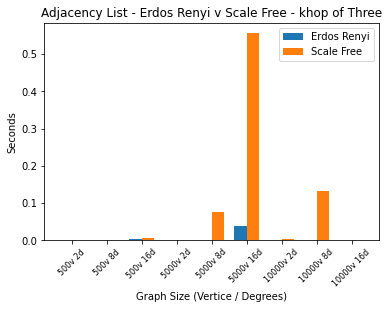 Adjacency List - Erdos Renyi v Scale Free - khop of Three
Erdos Renyi
Scale Free
Seconds
0.5
0.4
0.3
0.2
0.1
0.0
500v 2d
500v 8d
500v 16d
5000v 2d
5000v 8d
5000v 16d
10000v 2d
10000v 8d
10000v 16d
Graph Size (Vertice / Degrees)